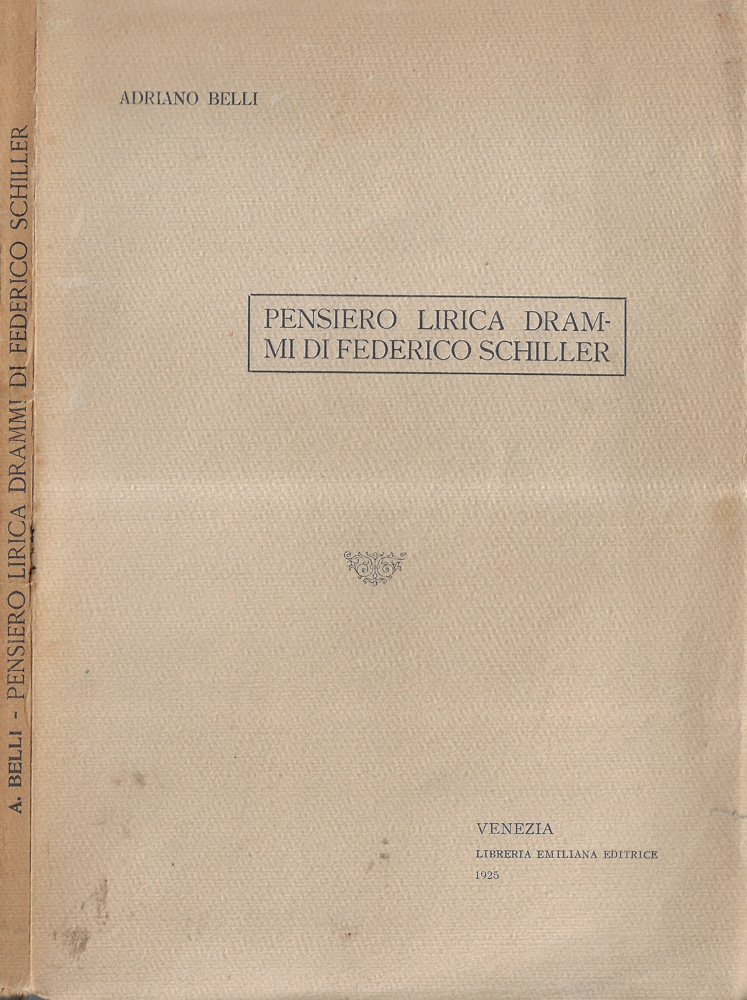 A. BELLI - PENSIERO LIRICA DRAMMI DI FEDERICO SCHILLER
ADRIANO BELLI
PENSIERO LIRICA DRAM-
MI DI FEDERICO SCHILLER
VENEZIA
LIBRERIA EMILIANA EDITRICE
1925